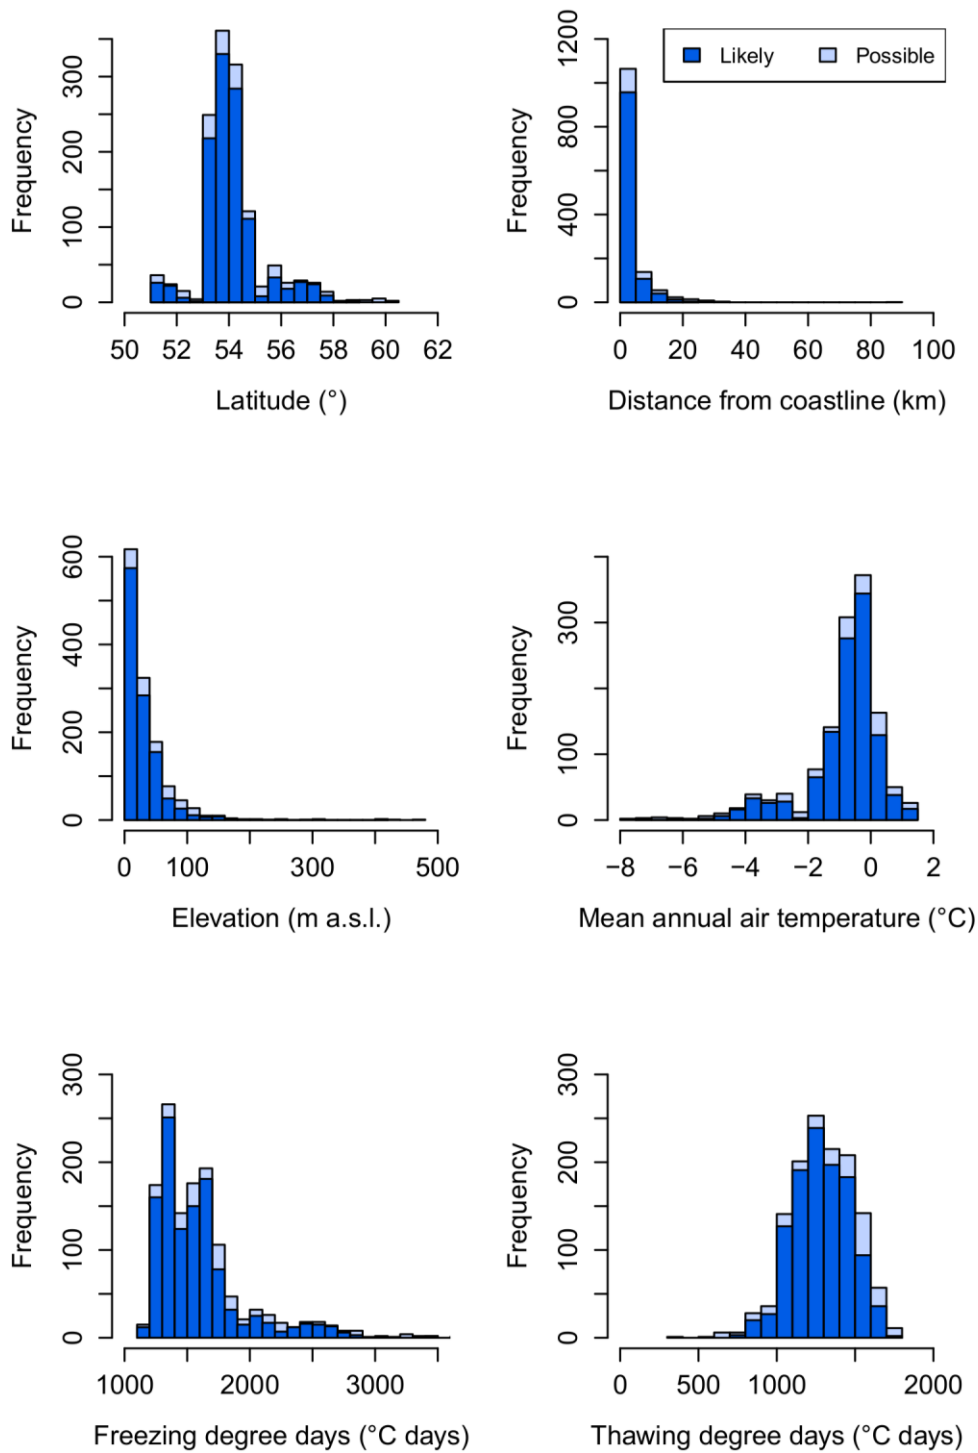 Frequency
0 100 200 300
50 52 54 56 58 60 62
Latitude (°)
Frequency
0 400 800 1200
Likely Possible
0 20 40 60 80 100
Distance from coastline (km)
Frequency
0 200 400 600
0 100 300 500
Elevation (m a.s.l.)
Frequency
0 100 300
−8 −6 −4 −2 0 2
Mean annual air temperature (°C)
Frequency
0 100 200 300
1000 2000 3000
Freezing degree days (°C days)
Frequency
0 100 200 300
0 500 1000 2000
Thawing degree days (°C days)